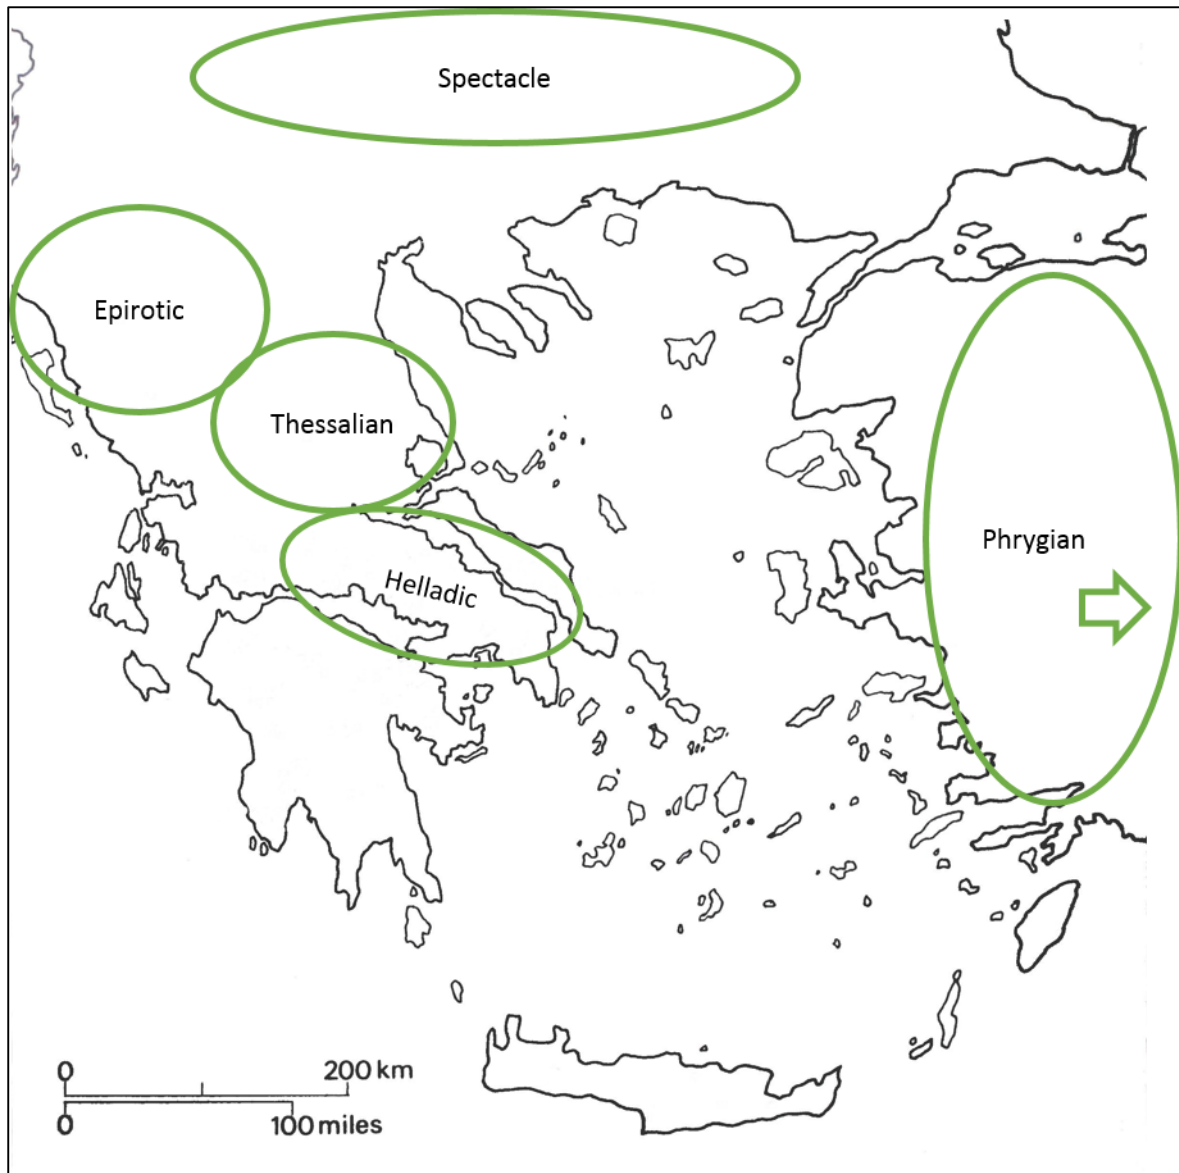 Spectacle
Epirotic
Thessalian
Phrygian
Helladic
0 200 km
0 100 miles